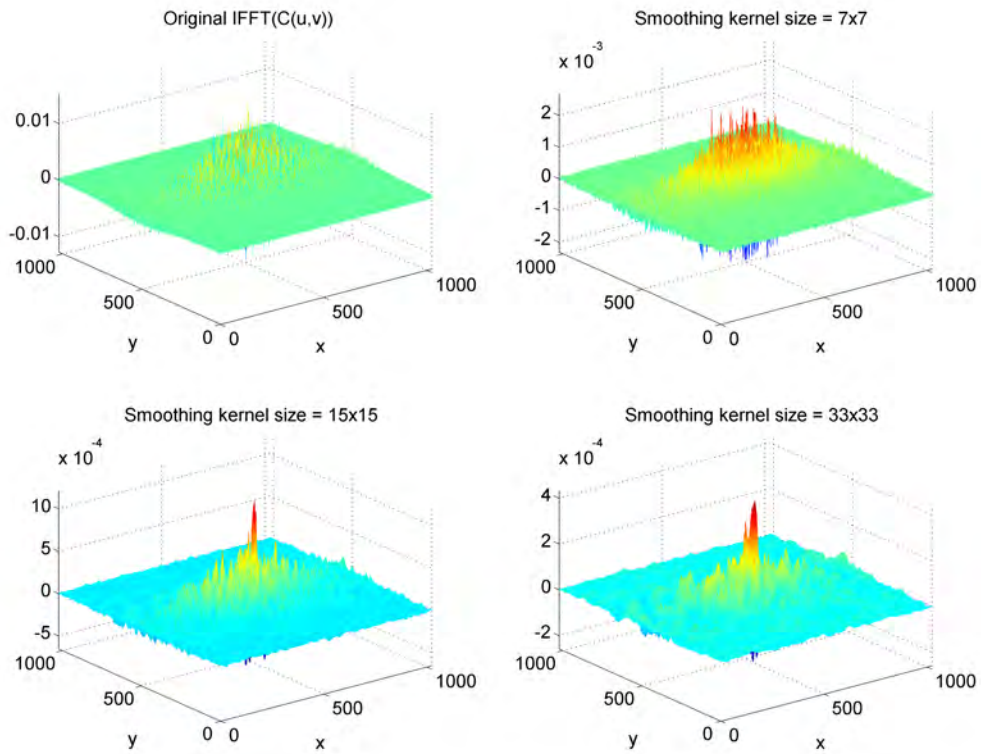 Original IFFT(C(u,v))
0.01
0
-0.01
1000
500
0
y
0
500
1000
x
Smoothing kernel size = 7x7
x 10^-3
2
1
0
-1
-2
1000
500
0
y
0
500
1000
x
Smoothing kernel size = 15x15
x 10^-4
10
5
0
-5
1000
500
0
y
0
500
1000
x
Smoothing kernel size = 33x33
x 10^-4
4
2
0
-2
1000
500
0
y
0
500
1000
x